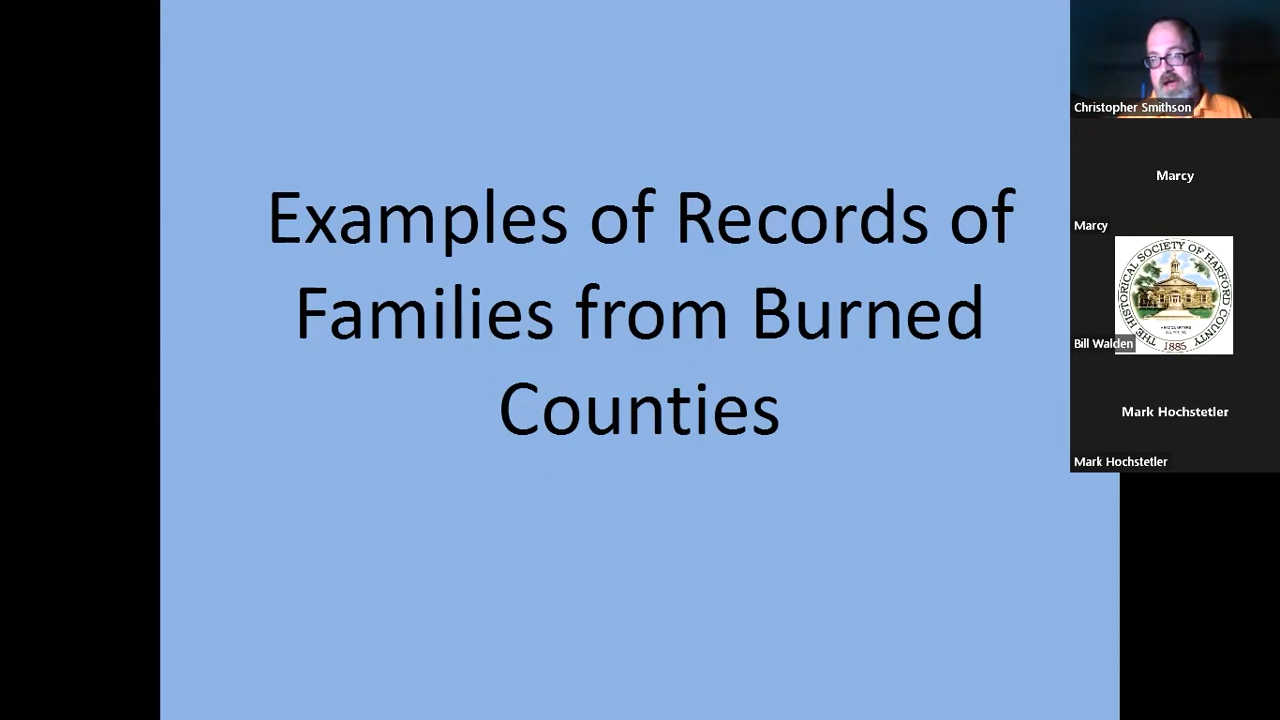 Examples of Records of
Families from Burned
Counties
Christopher Smithson
Marcy
Marcy
THE HISTORICAL SOCIETY OF HARFORD COUNTY
HEADQUARTERS
1885
Bill Walden
Mark Hochstetler
Mark Hochstetler